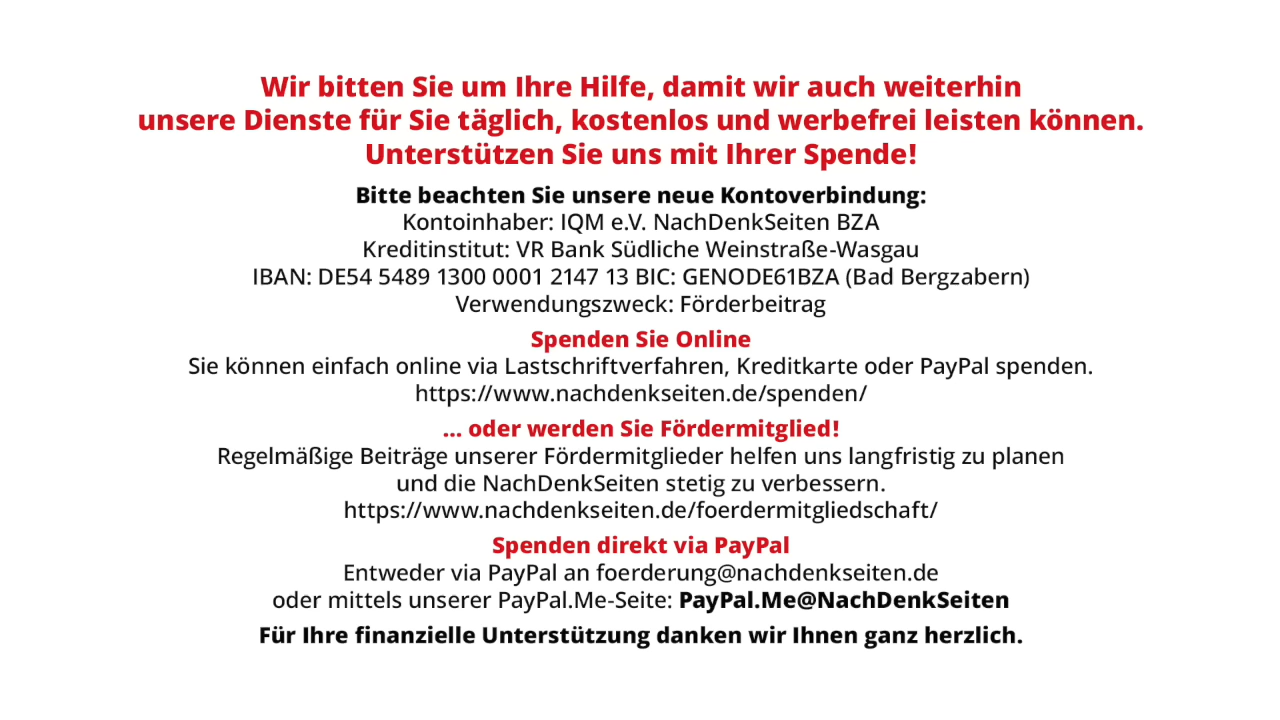 Wir bitten Sie um Ihre Hilfe, damit wir auch weiterhin
unsere Dienste für Sie täglich, kostenlos und werbefrei leisten können.
Unterstützen Sie uns mit Ihrer Spende!
Bitte beachten Sie unsere neue Kontoverbindung:
Kontoinhaber: IQM e.V. NachDenkSeiten BZA
Kreditinstitut: VR Bank Südliche Weinstraße-Wasgau
IBAN: DE54 5489 1300 0001 2147 13 BIC: GENODE61BZA (Bad Bergzabern)
Verwendungszweck: Förderbeitrag
Spenden Sie Online
Sie können einfach online via Lastschriftverfahren, Kreditkarte oder PayPal spenden.
https://www.nachdenkseiten.de/spenden/
... oder werden Sie Fördermitglied!
Regelmäßige Beiträge unserer Fördermitglieder helfen uns langfristig zu planen
und die NachDenkSeiten stetig zu verbessern.
https://www.nachdenkseiten.de/foerdermitgliedschaft/
Spenden direkt via PayPal
Entweder via PayPal an foerderung@nachdenkseiten.de
oder mittels unserer PayPal.Me-Seite: PayPal.Me@NachDenkSeiten
Für Ihre finanzielle Unterstützung danken wir Ihnen ganz herzlich.